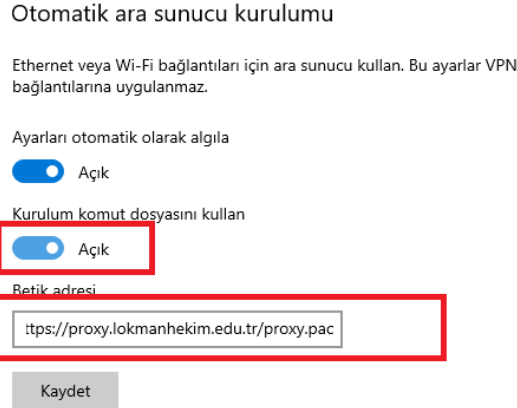 Otomatik ara sunucu kurulumu
Ethernet veya Wi-Fi bağlantıları için ara sunucu kullan. Bu ayarlar VPN
bağlantılarına uygulanmaz.
Ayarları otomatik olarak algıla
Açık
Kurulum komut dosyasını kullan
Açık
Betik adresi
ttps://proxy.lokmanhekim.edu.tr/proxy.pac
Kaydet